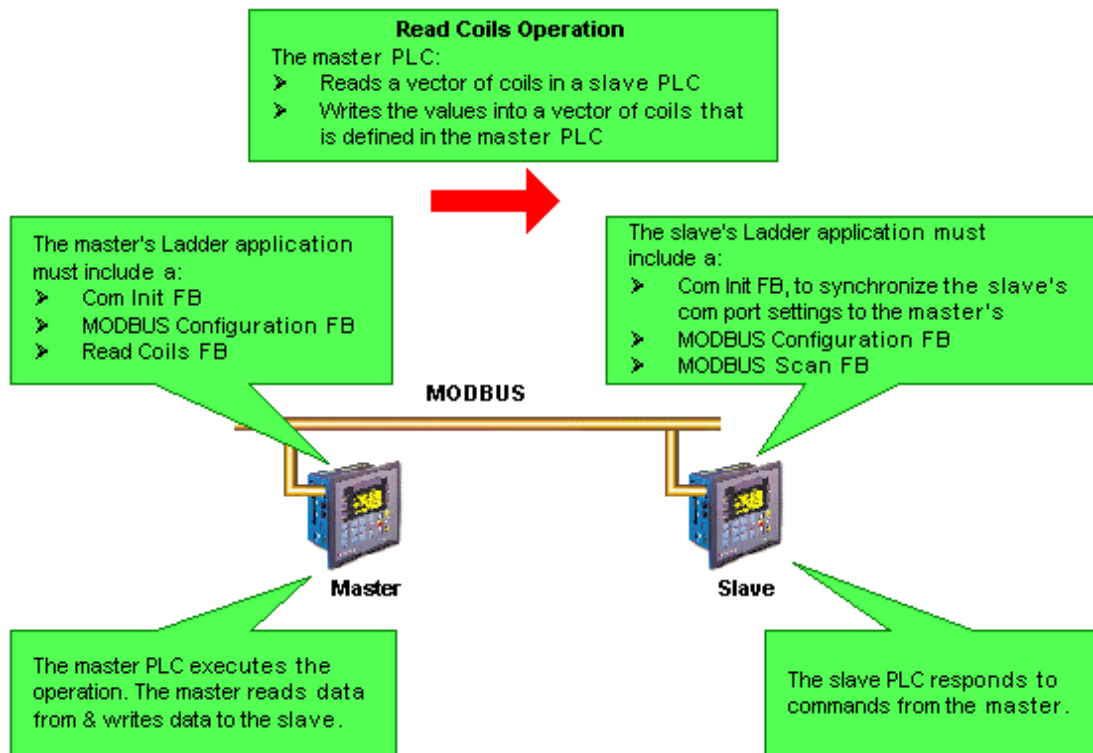 Read Coils Operation
The master PLC:
➢ Reads a vector of coils in a slave PLC
➢ Writes the values into a vector of coils that
is defined in the master PLC
The master's Ladder application
must include a:
➢ Com Init FB
➢ MODBUS Configuration FB
➢ Read Coils FB
The slave's Ladder application must
include a:
➢ Com Init FB, to synchronize the slave's
com port settings to the master's
➢ MODBUS Configuration FB
➢ MODBUS Scan FB
MODBUS
Master
Slave
The master PLC executes the
operation. The master reads data
from & writes data to the slave.
The slave PLC responds to
commands from the master.